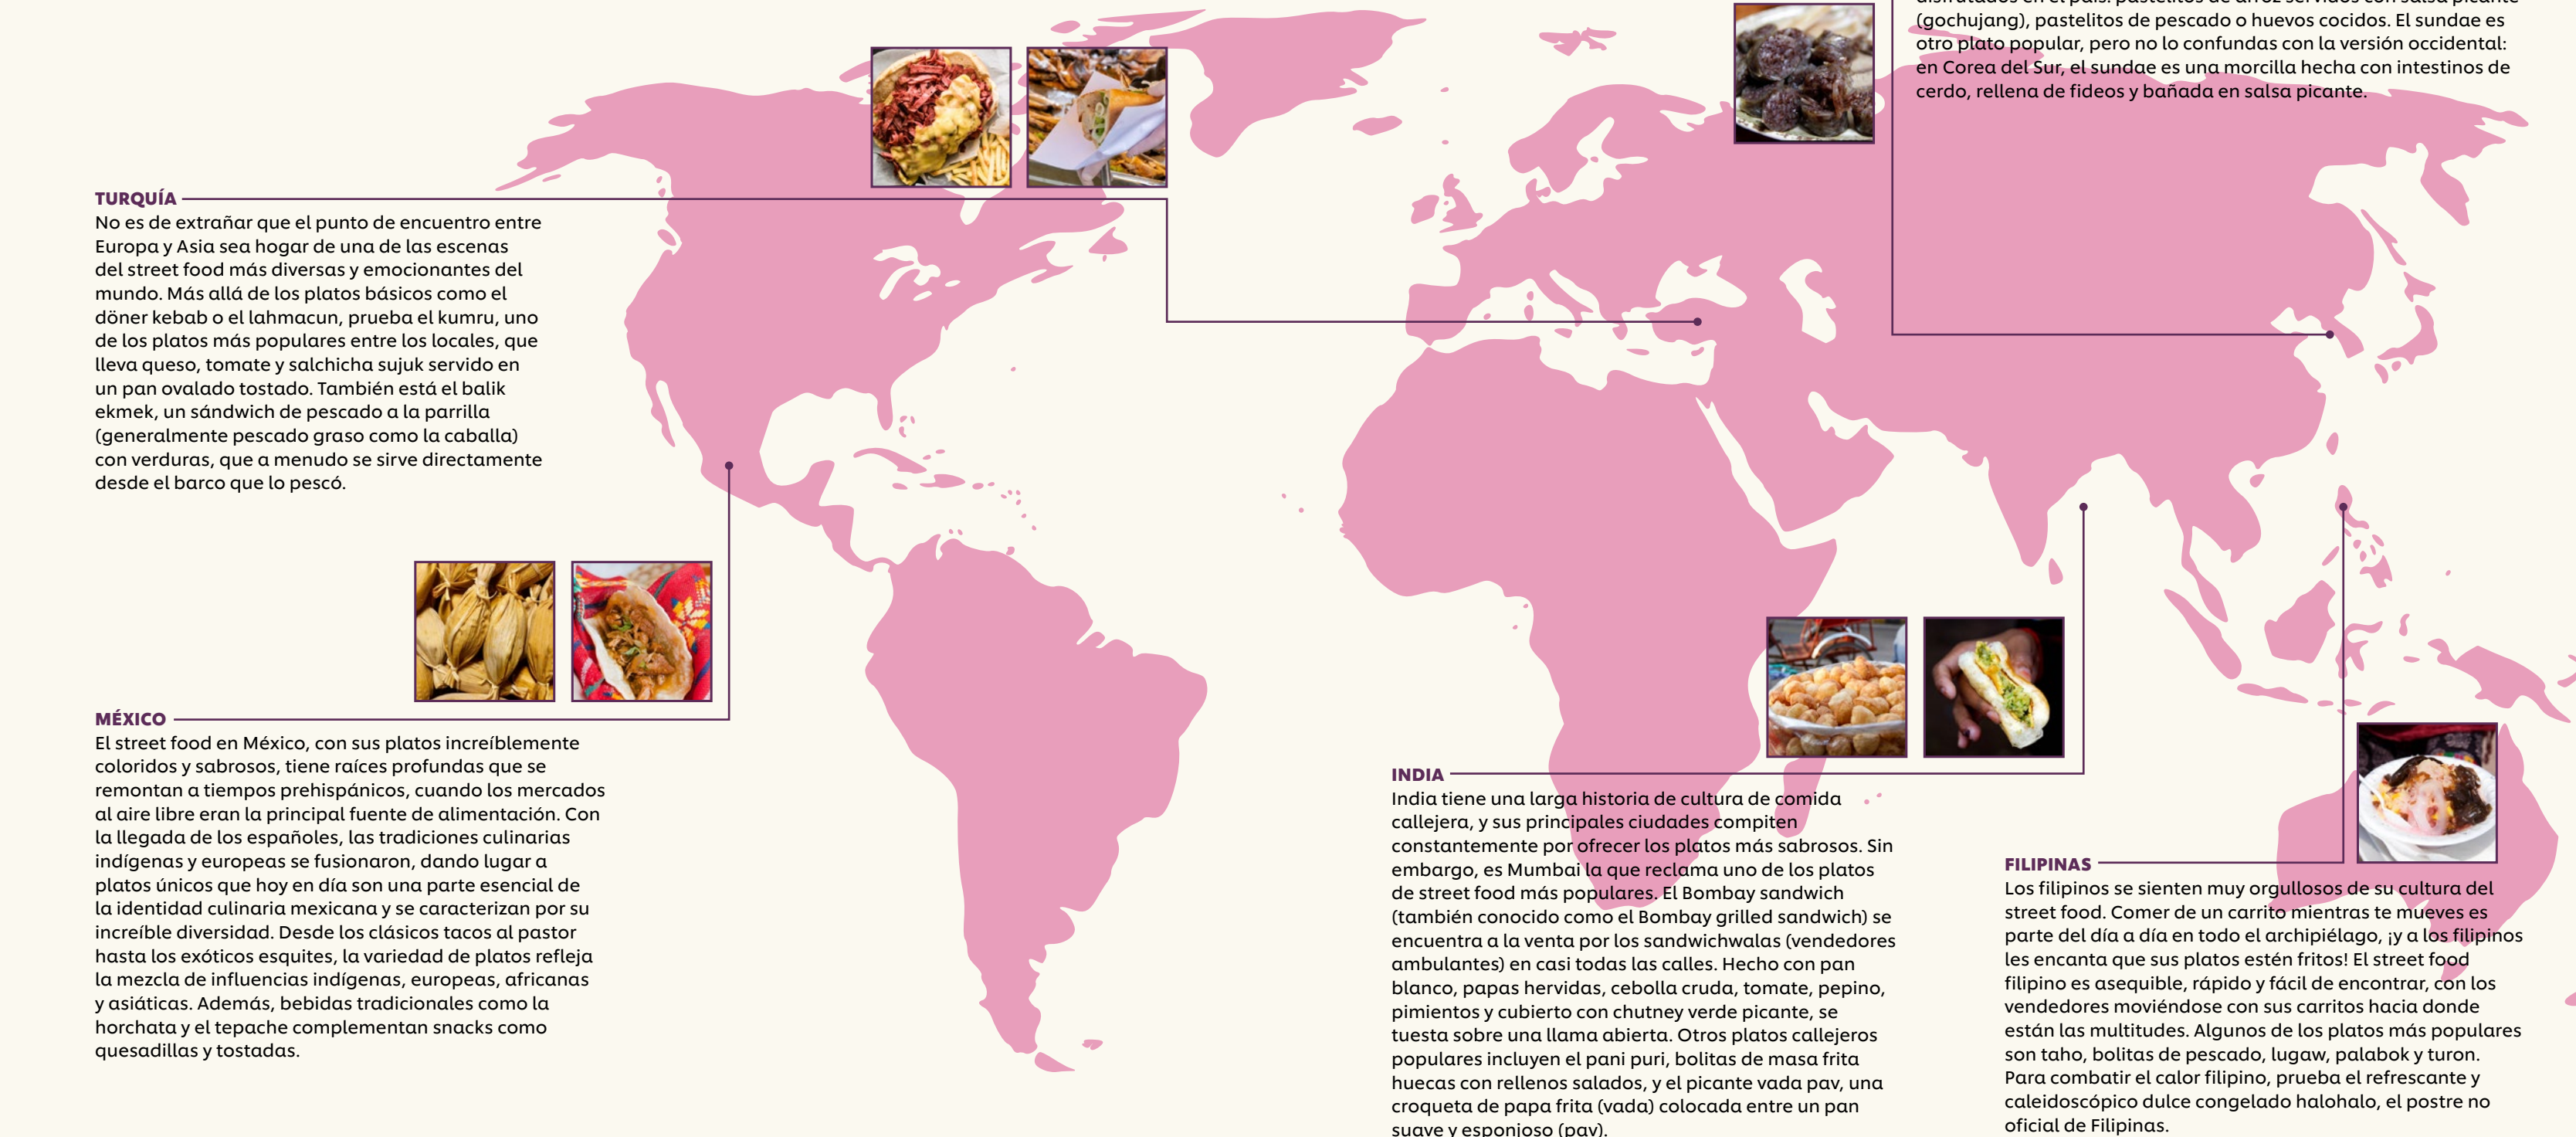 (gochujang), pastelitos de pescado o huevos cocidos. El sundae es
otro plato popular, pero no lo confundas con la versión occidental:
en Corea del Sur, el sundae es una morcilla hecha con intestinos de
cerdo, rellena de fideos y bañada en salsa picante.
TURQUÍA
No es de extrañar que el punto de encuentro entre
Europa y Asia sea hogar de una de las escenas
del street food más diversas y emocionantes del
mundo. Más allá de los platos básicos como el
döner kebab o el lahmacun, prueba el kumru, uno
de los platos más populares entre los locales, que
lleva queso, tomate y salchicha sujuk servido en
un pan ovalado tostado. También está el balik
ekmek, un sándwich de pescado a la parrilla
(generalmente pescado graso como la caballa)
con verduras, que a menudo se sirve directamente
desde el barco que lo pescó.
MÉXICO
El street food en México, con sus platos increíblemente
coloridos y sabrosos, tiene raíces profundas que se
remontan a tiempos prehispánicos, cuando los mercados
al aire libre eran la principal fuente de alimentación. Con
la llegada de los españoles, las tradiciones culinarias
indígenas y europeas se fusionaron, dando lugar a
platos únicos que hoy en día son una parte esencial de
la identidad culinaria mexicana y se caracterizan por su
increíble diversidad. Desde los clásicos tacos al pastor
hasta los exóticos esquites, la variedad de platos refleja
la mezcla de influencias indígenas, europeas, africanas
y asiáticas. Además, bebidas tradicionales como la
horchata y el tepache complementan snacks como
quesadillas y tostadas.
INDIA
India tiene una larga historia de cultura de comida
callejera, y sus principales ciudades compiten
constantemente por ofrecer los platos más sabrosos. Sin
embargo, es Mumbai la que reclama uno de los platos
de street food más populares. El Bombay sandwich
(también conocido como el Bombay grilled sandwich) se
encuentra a la venta por los sandwichwalas (vendedores
ambulantes) en casi todas las calles. Hecho con pan
blanco, papas hervidas, cebolla cruda, tomate, pepino,
pimientos y cubierto con chutney verde picante, se
tuesta sobre una llama abierta. Otros platos callejeros
populares incluyen el pani puri, bolitas de masa frita
huecas con rellenos salados, y el picante vada pav, una
croqueta de papa frita (vada) colocada entre un pan
suave y esponjoso (pav).
FILIPINAS
Los filipinos se sienten muy orgullosos de su cultura del
street food. Comer de un carrito mientras te mueves es
parte del día a día en todo el archipiélago, ¡y a los filipinos
les encanta que sus platos estén fritos! El street food
filipino es asequible, rápido y fácil de encontrar, con los
vendedores moviéndose con sus carritos hacia donde
están las multitudes. Algunos de los platos más populares
son taho, bolitas de pescado, lugaw, palabok y turon.
Para combatir el calor filipino, prueba el refrescante y
caleidoscópico dulce congelado halohalo, el postre no
oficial de Filipinas.